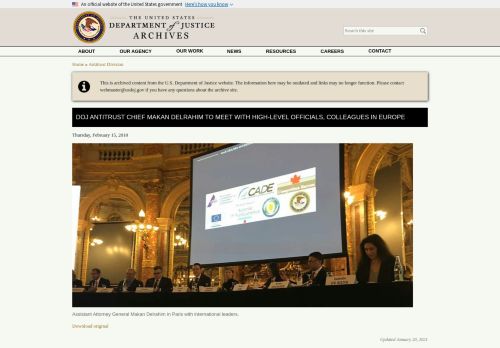 An official website of the United States government Here's how you know
THE UNITED STATES
DEPARTMENT of JUSTICE
ARCHIVES
Search this site
ABOUT OUR AGENCY OUR WORK NEWS RESOURCES CAREERS CONTACT
Home » Antitrust Division
This is archived content from the U.S. Department of Justice website. The information here may be outdated and links may no longer function. Please contact
webmaster@usdoj.gov if you have any questions about the archive site.
DOJ ANTITRUST CHIEF MAKAN DELRAHIM TO MEET WITH HIGH-LEVEL OFFICIALS, COLLEAGUES IN EUROPE
Thursday, February 15, 2018
CADE
Assistant Attorney General Makan Delrahim in Paris with international leaders.
Download original
Updated January 20, 2021